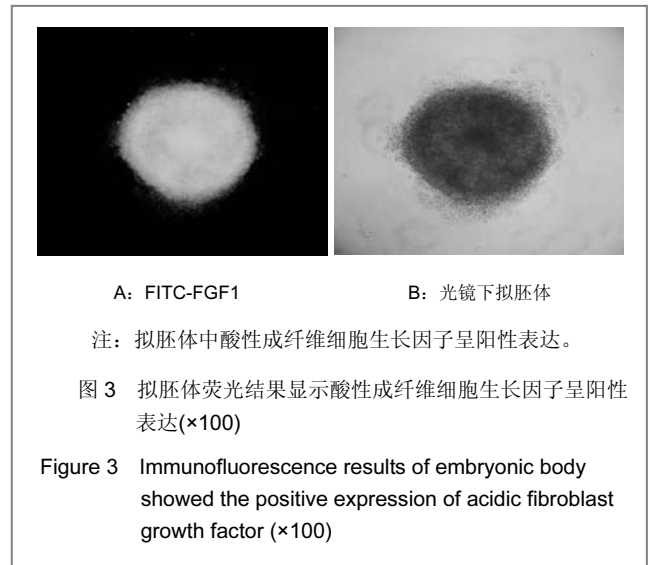 A：FITC-FGF1 B：光镜下拟胚体
注：拟胚体中酸性成纤维细胞生长因子呈阳性表达。
图 3 拟胚体荧光结果显示酸性成纤维细胞生长因子呈阳性
表达(×100)
Figure 3 Immunofluorescence results of embryonic body
showed the positive expression of acidic fibroblast
growth factor (×100)